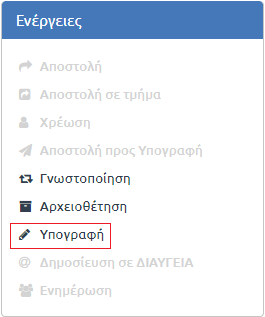 Ενέργειες
Αποστολή
Αποστολή σε τμήμα
Χρέωση
Αποστολή προς Υπογραφή
Γνωστοποίηση
Αρχειοθέτηση
Υπογραφή
Δημοσίευση σε ΔΙΑΥΓΕΙΑ
Ενημέρωση